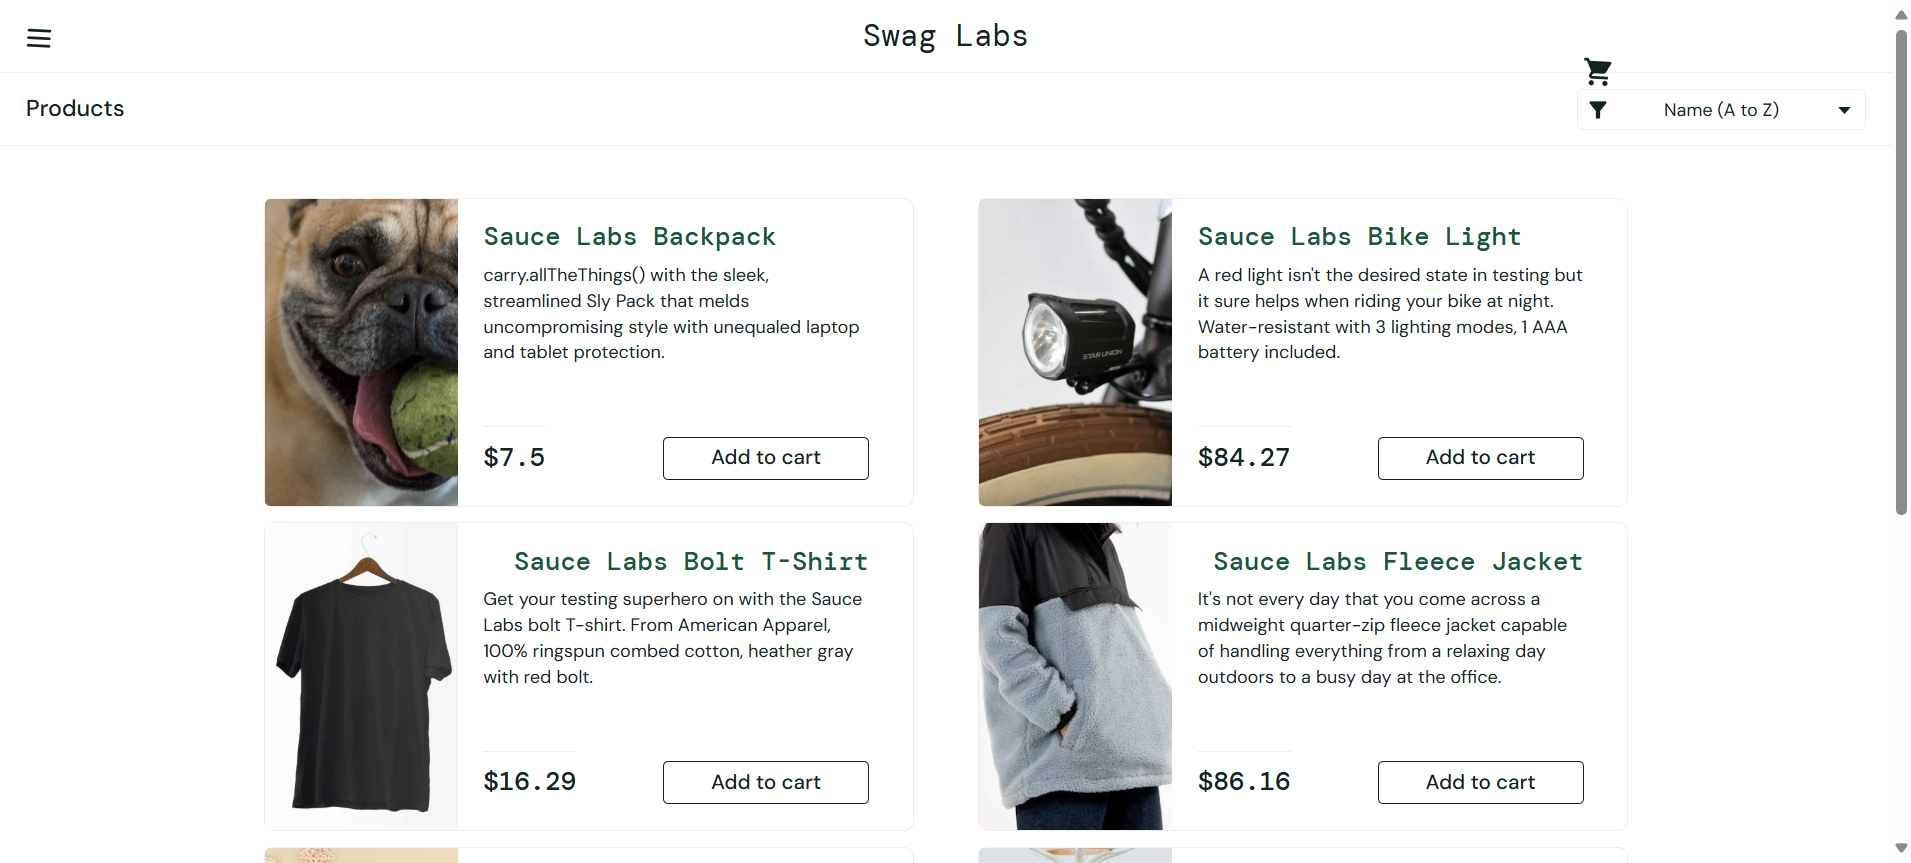 Swag Labs
Products
Name (A to Z)
Sauce Labs Backpack
carry.allTheThings() with the sleek,
streamlined Sly Pack that melds
uncompromising style with unequaled laptop
and tablet protection.
$7.5
Add to cart
Sauce Labs Bike Light
A red light isn't the desired state in testing but
it sure helps when riding your bike at night.
Water-resistant with 3 lighting modes, 1 AAA
battery included.
STAR UNION
$84.27
Add to cart
Sauce Labs Bolt T-Shirt
Get your testing superhero on with the Sauce
Labs bolt T-shirt. From American Apparel,
100% ringspun combed cotton, heather gray
with red bolt.
$16.29
Add to cart
Sauce Labs Fleece Jacket
It's not every day that you come across a
midweight quarter-zip fleece jacket capable
of handling everything from a relaxing day
outdoors to a busy day at the office.
$86.16
Add to cart